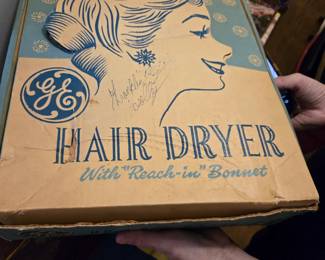 GE
HAIR DRYER
With "Reach-in" Bonnet